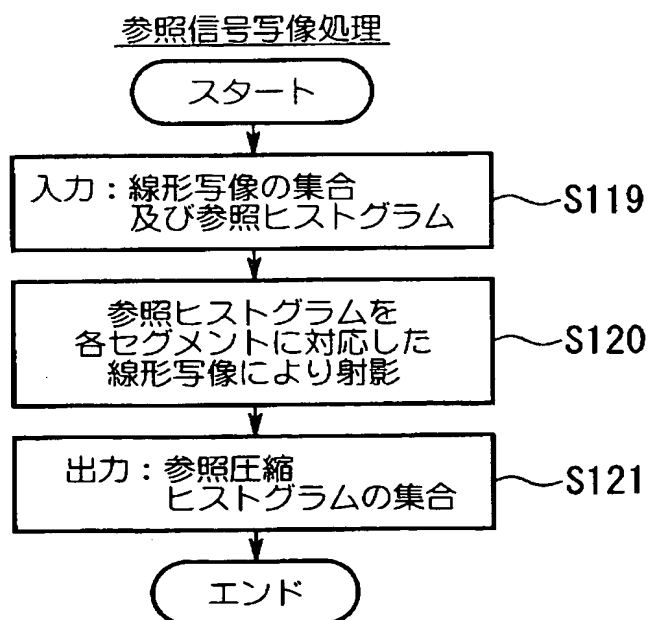 参照信号写像処理
スタート
入力：線形写像の集合
及び参照ヒストグラム
S119
参照ヒストグラムを
各セグメントに対応した
線形写像により射影
S120
出力：参照圧縮
ヒストグラムの集合
S121
エンド